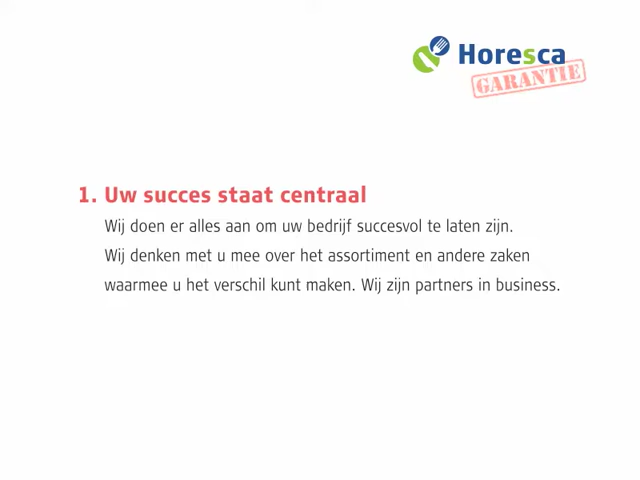 Horesca
GARANTIE
1. Uw succes staat centraal
Wij doen er alles aan om uw bedrijf succesvol te laten zijn.
Wij denken met u mee over het assortiment en andere zaken
waarmee u het verschil kunt maken. Wij zijn partners in business.